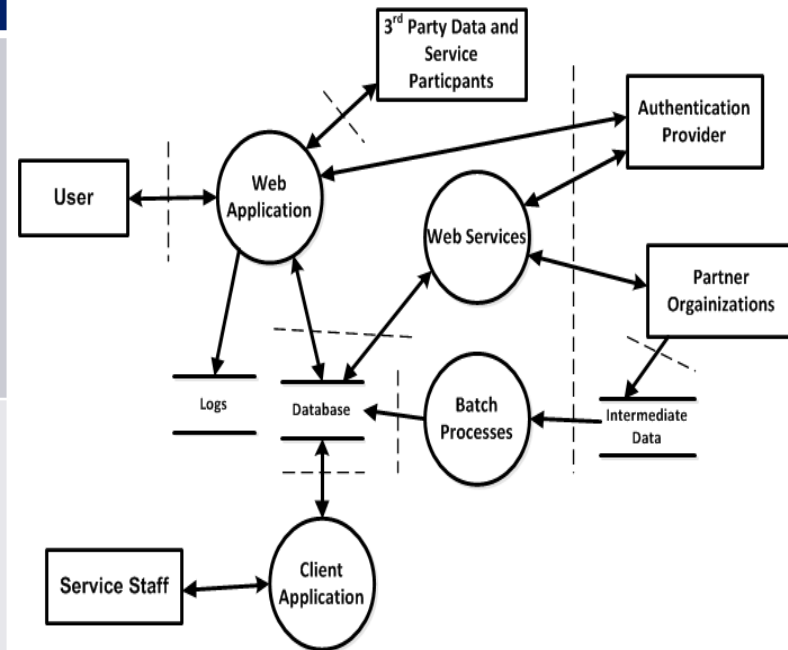 3rd Party Data and
Service
Particpants
Authentication
Provider
User
Web
Application
Web Services
Partner
Orgainizations
Logs
Database
Batch
Processes
Intermediate
Data
Service Staff
Client
Application